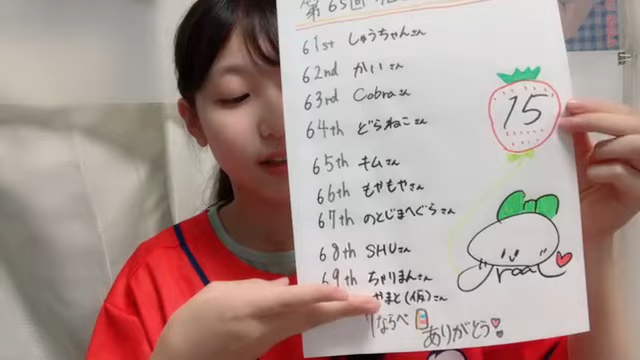 第65回
61st しゅうちゃんさん
62nd かいさん
63rd Cobraさん
64th どらねこさん
65th キムさん
66th もやもやさん
67th のとじまへぐらさん
68th SHUさん
69th ちゃりまんさん
やまと(仮)さん
ならべ
ありがとう
15